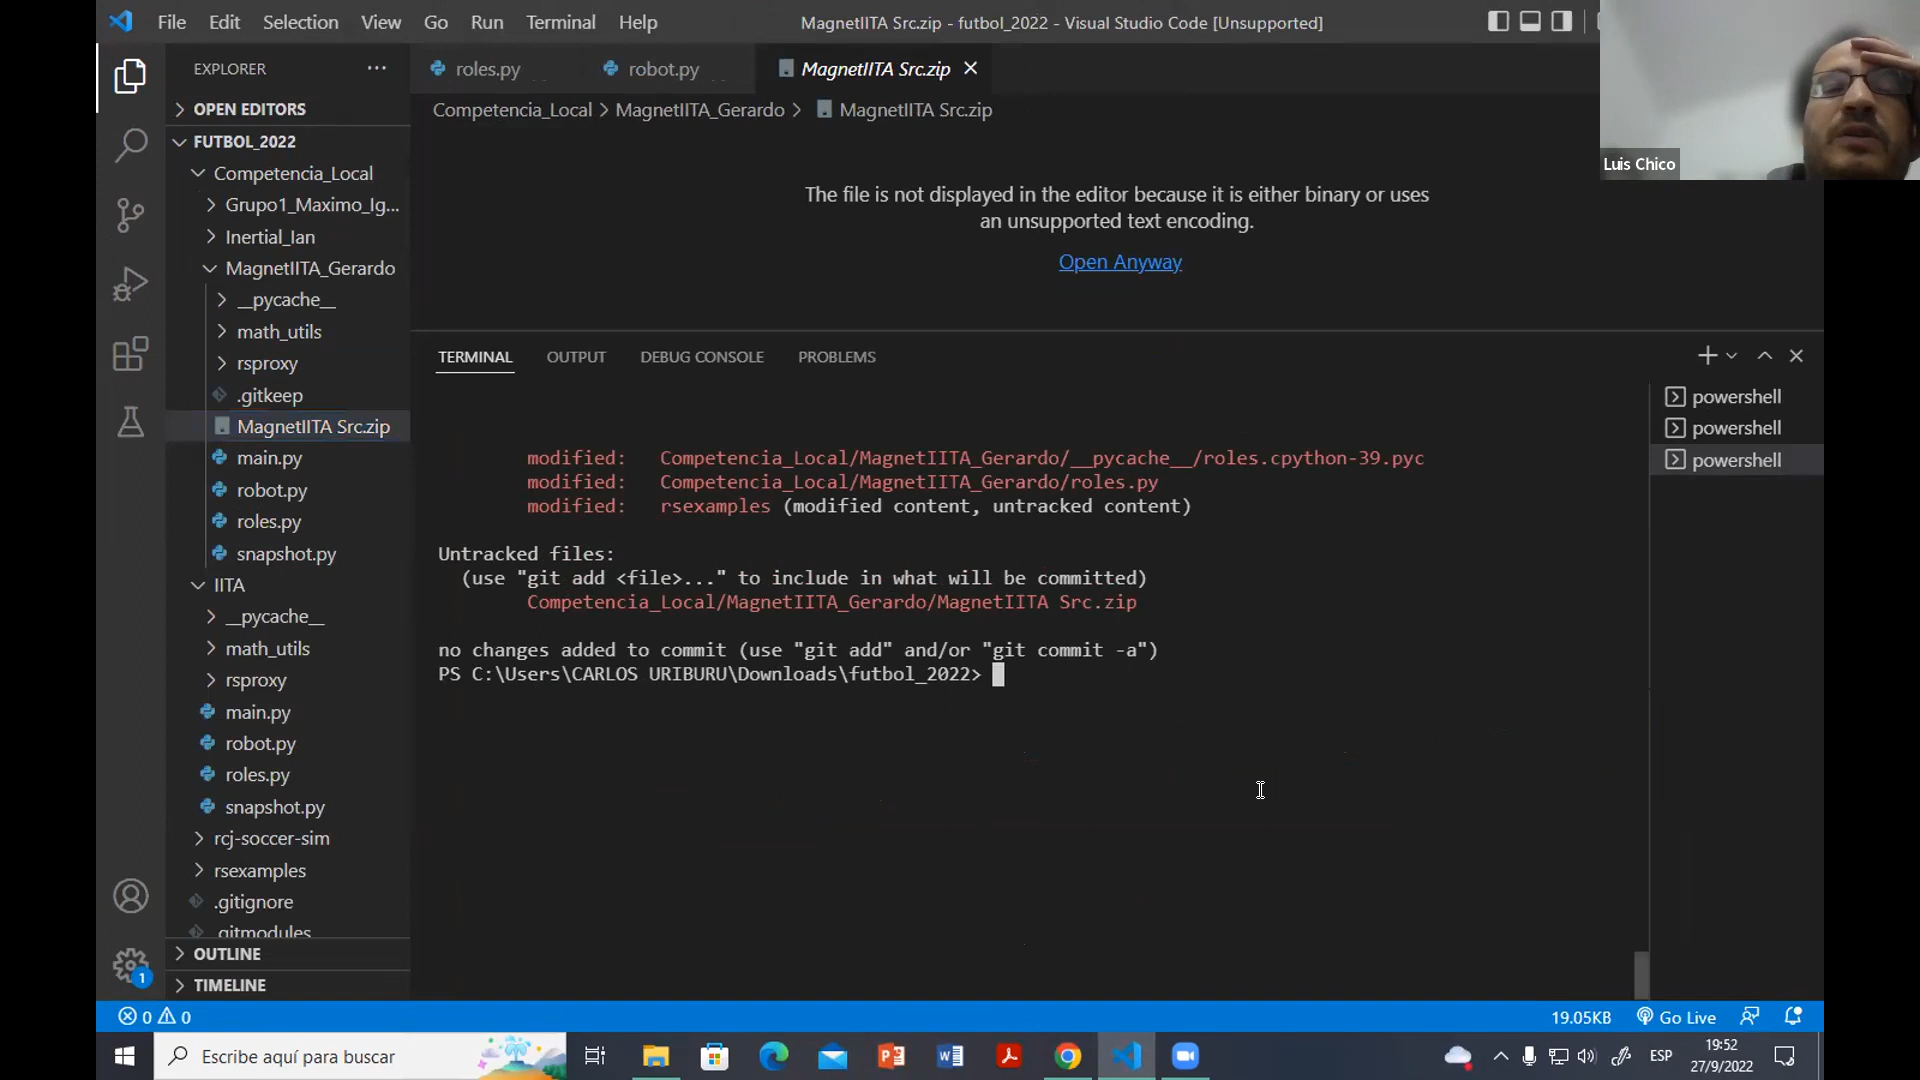 File Edit Selection View Go Run Terminal Help
MagnetIITA Src.zip - futbol_2022 - Visual Studio Code [Unsupported]
EXPLORER
OPEN EDITORS
FUTBOL_2022
Competencia_Local
Grupo1_Maximo_Ig...
Inertial_Ian
MagnetIITA_Gerardo
__pycache__
math_utils
rsproxy
.gitkeep
MagnetIITA Src.zip
main.py
robot.py
roles.py
snapshot.py
IITA
__pycache__
math_utils
rsproxy
main.py
robot.py
roles.py
snapshot.py
rcj-soccer-sim
rsexamples
.gitignore
.gitmodules
OUTLINE
TIMELINE
roles.py robot.py MagnetIITA Src.zip
Competencia_Local > MagnetIITA_Gerardo > MagnetIITA Src.zip
The file is not displayed in the editor because it is either binary or uses
an unsupported text encoding.
Open Anyway
TERMINAL OUTPUT DEBUG CONSOLE PROBLEMS
modified: Competencia_Local/MagnetIITA_Gerardo/__pycache__/roles.cpython-39.pyc
modified: Competencia_Local/MagnetIITA_Gerardo/roles.py
modified: rsexamples (modified content, untracked content)
Untracked files:
(use "git add <file>..." to include in what will be committed)
Competencia_Local/MagnetIITA_Gerardo/MagnetIITA Src.zip
no changes added to commit (use "git add" and/or "git commit -a")
PS C:\Users\CARLOS URIBURU\Downloads\futbol_2022>
powershell
powershell
powershell
Luis Chico
1
0 0
19.05KB Go Live
Escribe aquí para buscar
ESP
19:52
27/9/2022